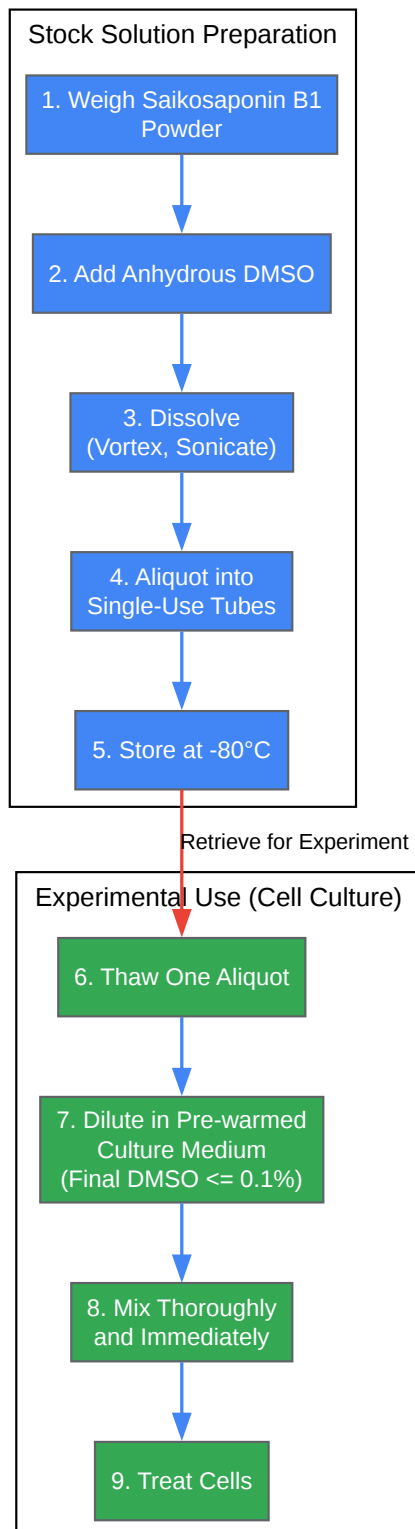 Stock Solution Preparation
1. Weigh Saikosaponin B1
Powder
2. Add Anhydrous DMSO
3. Dissolve
(Vortex, Sonicate)
4. Aliquot into
Single-Use Tubes
5. Store at -80°C
Retrieve for Experiment
Experimental Use (Cell Culture)
6. Thaw One Aliquot
7. Dilute in Pre-warmed
Culture Medium
(Final DMSO <= 0.1%)
8. Mix Thoroughly
and Immediately
9. Treat Cells